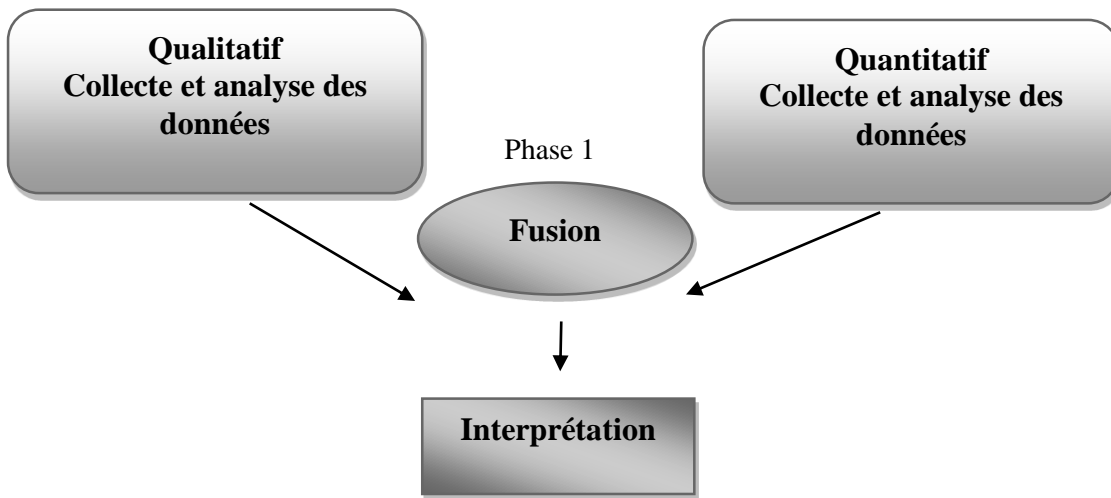 Qualitatif
Collecte et analyse des
données
Quantitatif
Collecte et analyse des
données
Phase 1
Fusion
Interprétation